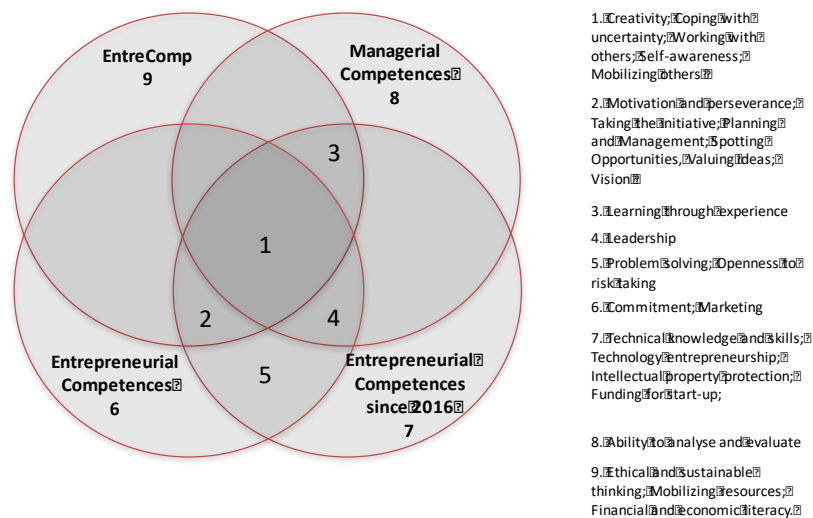 EntreComp
9
Managerial
Competences
8
3
1
2
4
5
Entrepreneurial
Competences
6
Entrepreneurial
Competences
since 2016
7
1. Creativity; Coping with
uncertainty; Working with
others; Self-awareness;
Mobilizing others
2. Motivation and perseverance;
Taking the initiative; Planning
and Management; Spotting
Opportunities, Valuing Ideas;
Vision
3. Learning through experience
4. Leadership
5. Problem solving; Openness to
risk taking
6. Commitment; Marketing
7. Technical knowledge and skills;
Technology entrepreneurship;
Intellectual property protection;
Funding for start-up;
8. Ability to analyse and evaluate
9. Ethical and sustainable
thinking; Mobilizing resources;
Financial and economic literacy.